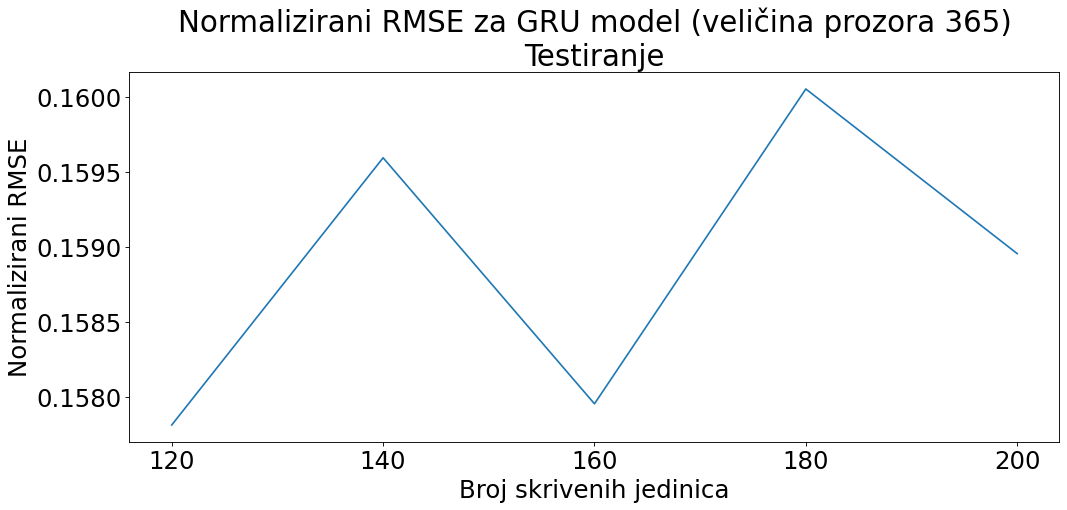 Normalizirani RMSE za GRU model (veličina prozora 365)
Testiranje
Normalizirani RMSE
0.1600
0.1595
0.1590
0.1585
0.1580
120 140 160 180 200
Broj skrivenih jedinica